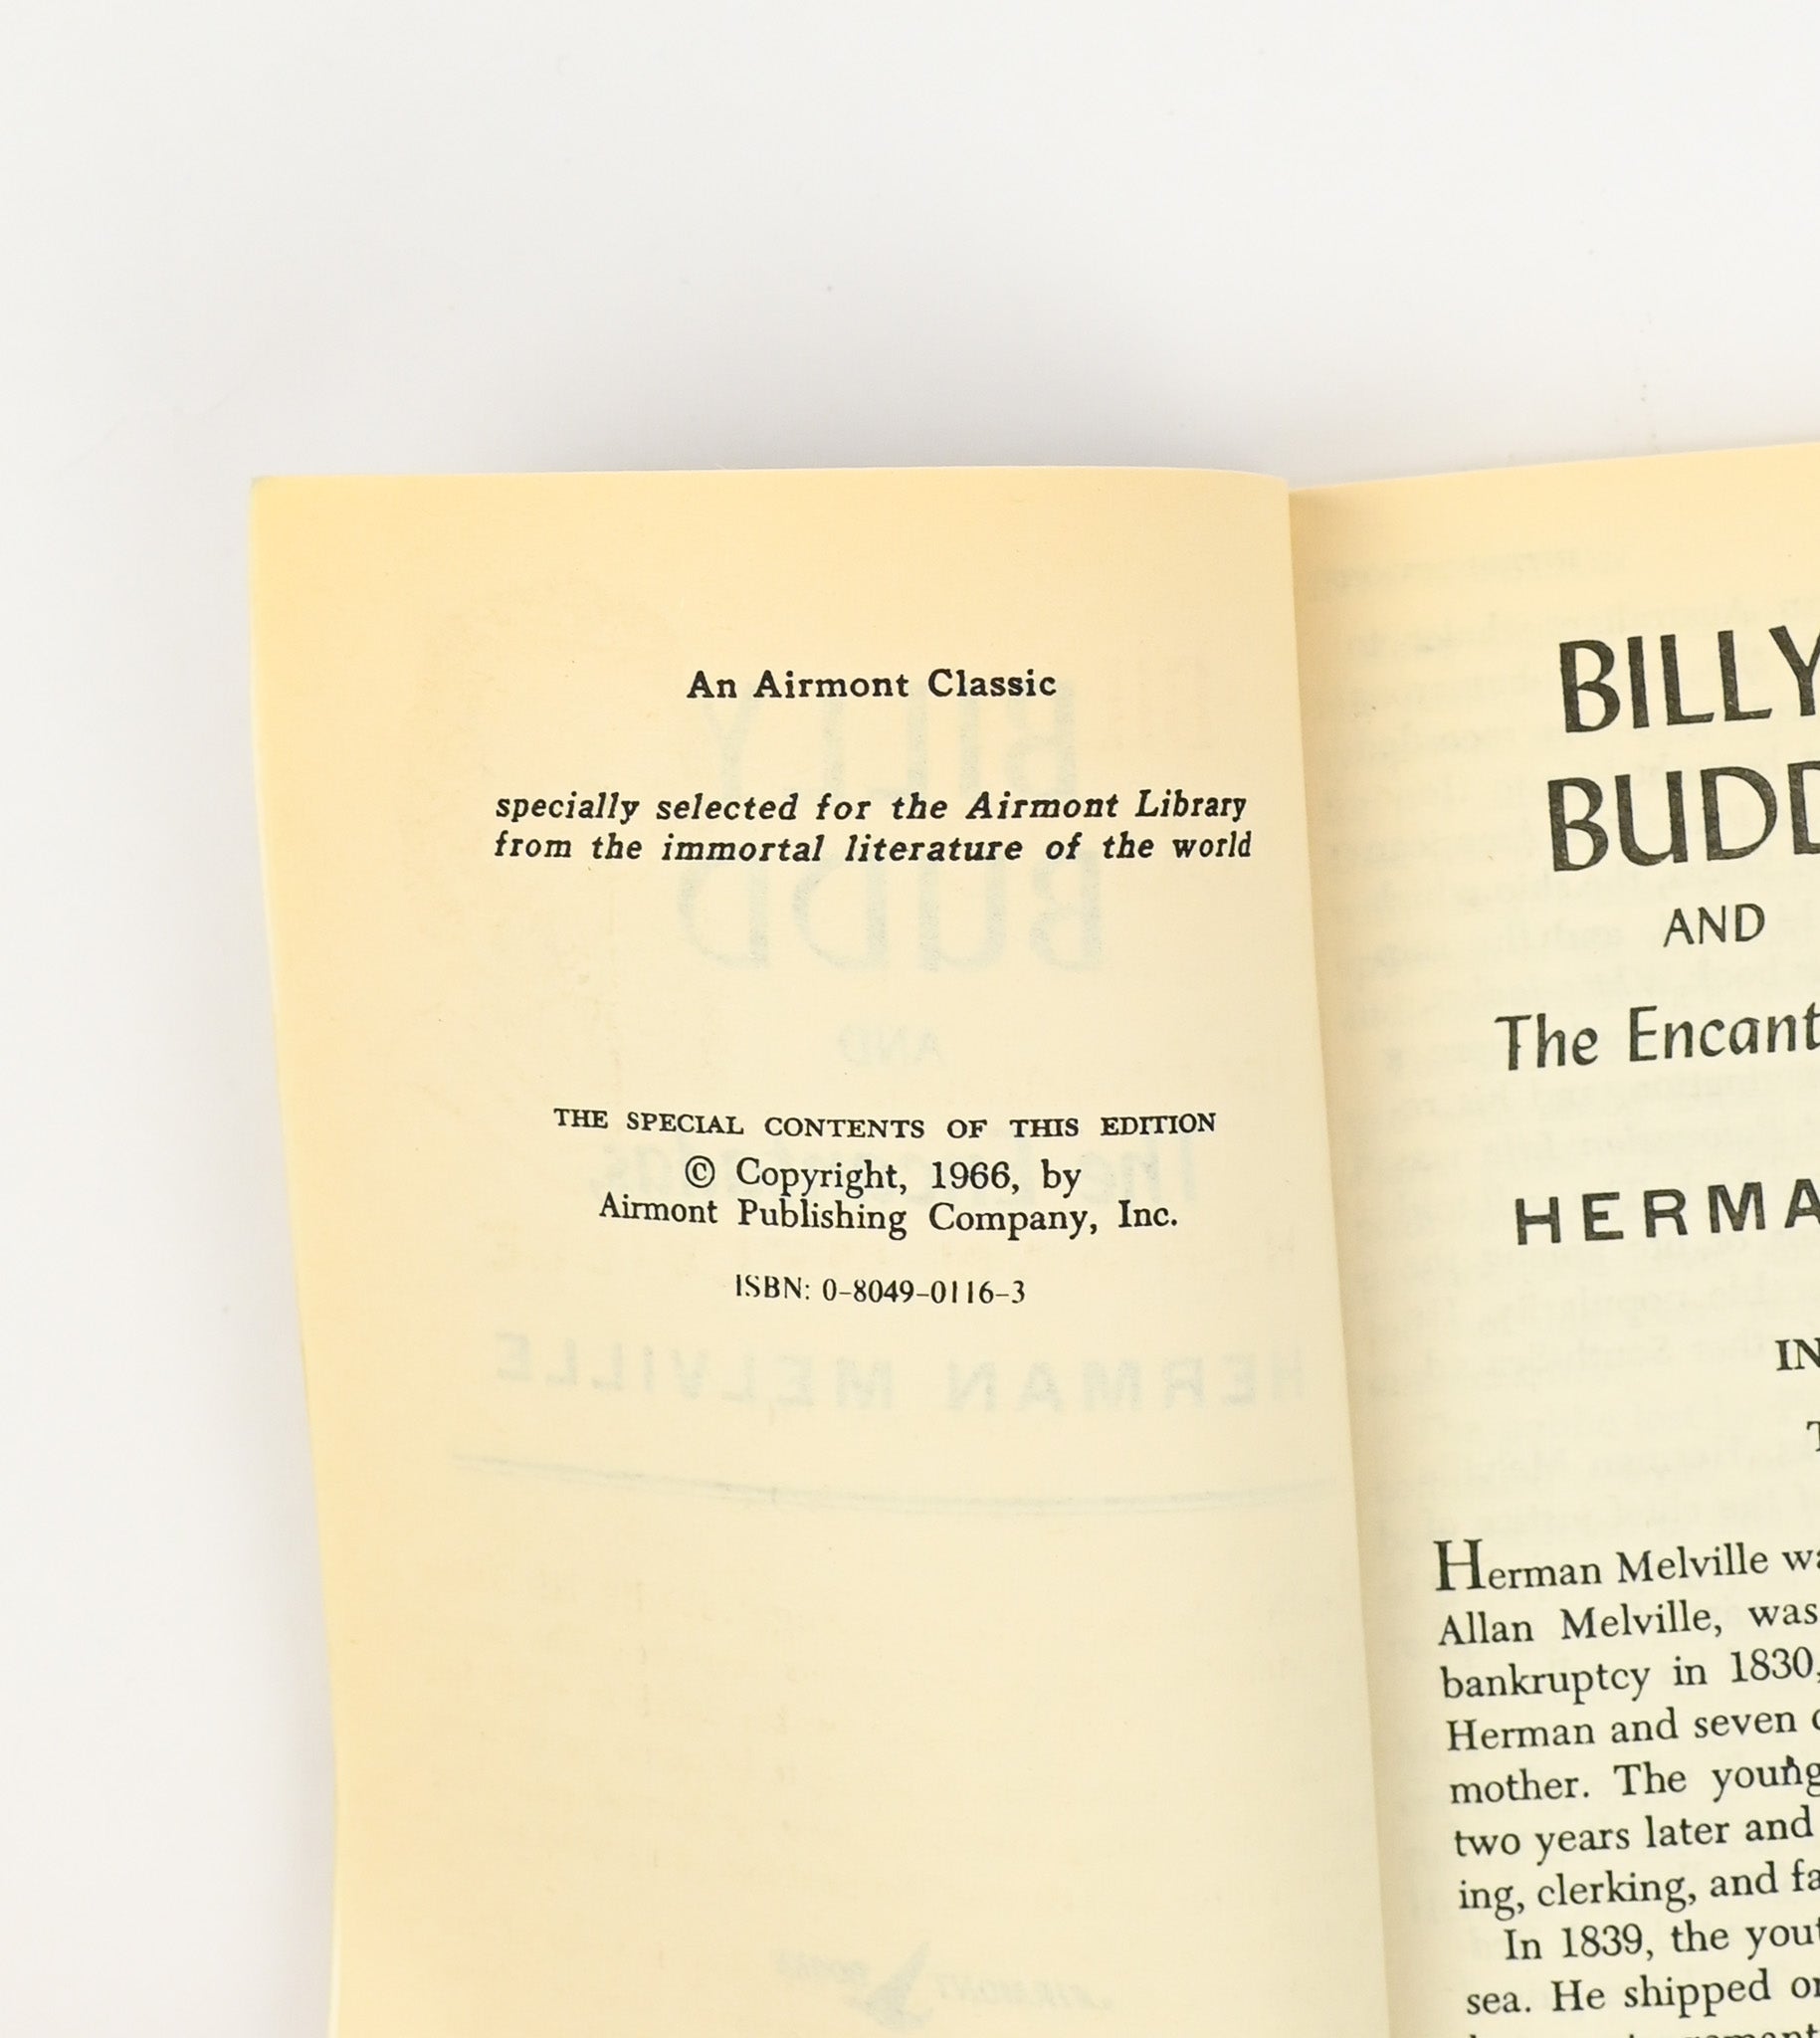 An Airmont Classic
specially selected for the Airmont Library
from the immortal literature of the world
THE SPECIAL CONTENTS OF THIS EDITION
© Copyright, 1966, by
Airmont Publishing Company, Inc.
ISBN: 0-8049-0116-3
BILLY
BUDD
AND
The Encant
HERMA
IN
Herman Melville wa
Allan Melville, was
bankruptcy in 1830,
Herman and seven
mother. The young
two years later and
ing, clerking, and fa
In 1839, the yout
sea. He shipped on